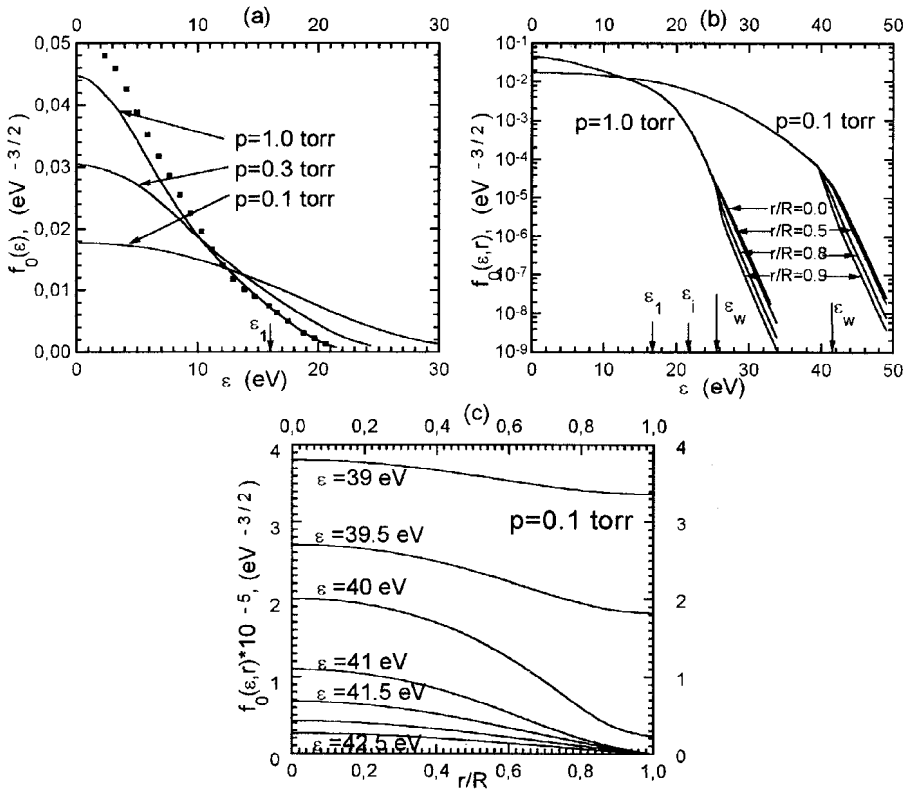 (a)
0 10 20 30
0,05
0,04
0,03
0,02
0,01
0,00
f₀(ε), (eV ⁻³/²)
p=1.0 torr
p=0.3 torr
p=0.1 torr
ε₁
0 10 20 30
ε (eV)
(b)
0 10 20 30 40 50
10⁻¹
10⁻²
10⁻³
10⁻⁴
10⁻⁵
10⁻⁶
10⁻⁷
10⁻⁸
10⁻⁹
f₀(ε,r), (eV ⁻³/²)
p=1.0 torr
p=0.1 torr
r/R=0.0
r/R=0.5
r/R=0.8
r/R=0.9
ε₁ εᵢ ε_w ε_w
0 10 20 30 40 50
ε (eV)
(c)
0,0 0,2 0,4 0,6 0,8 1,0
4 4
3 3
2 2
1 1
0 0
f₀(ε,r)*10 ⁻⁵, (eV ⁻³/²)
ε =39 eV
p=0.1 torr
ε =39.5 eV
ε =40 eV
ε =41 eV
ε =41.5 eV
ε =42.5 eV
0 0,2 0,4 0,6 0,8 1,0
r/R